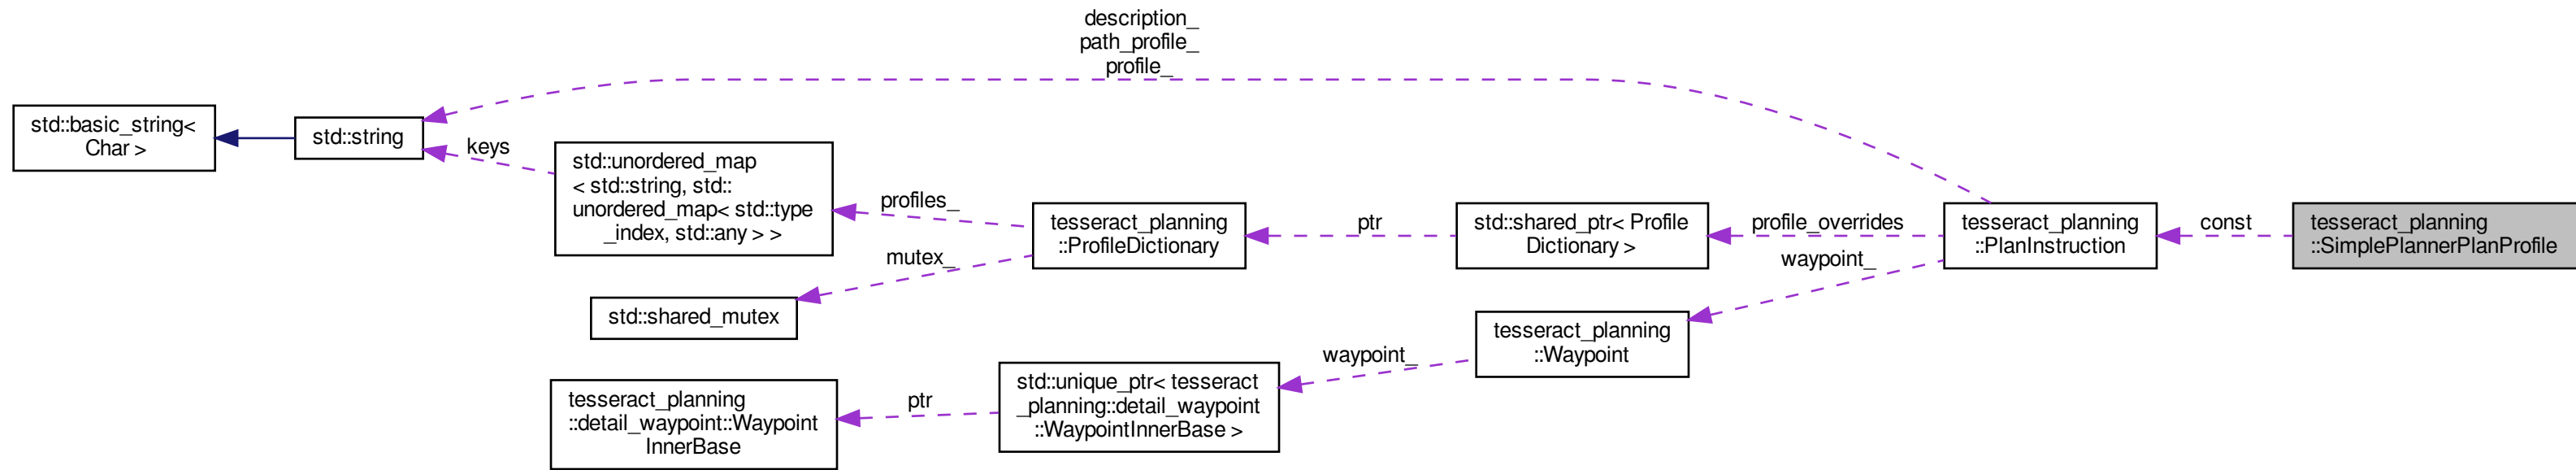 description_
path_profile_
profile_
std::basic_string<
Char >
std::string
keys
std::unordered_map
< std::string, std::
unordered_map< std::type
_index, std::any > >
profiles_
mutex_
std::shared_mutex
tesseract_planning
::ProfileDictionary
ptr
std::shared_ptr< Profile
Dictionary >
profile_overrides
waypoint_
tesseract_planning
::PlanInstruction
const
tesseract_planning
::SimplePlannerPlanProfile
tesseract_planning
::Waypoint
waypoint_
std::unique_ptr< tesseract
_planning::detail_waypoint
::WaypointInnerBase >
ptr
tesseract_planning
::detail_waypoint::Waypoint
InnerBase